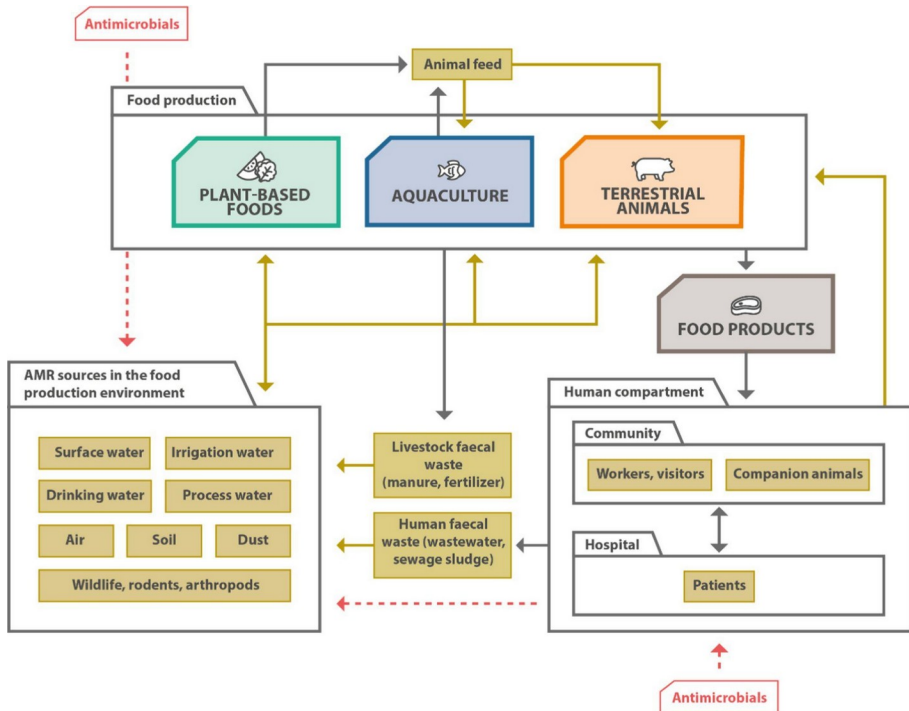 Antimicrobials
Animal feed
Food production
PLANT-BASED
FOODS
AQUACULTURE
TERRESTRIAL
ANIMALS
FOOD PRODUCTS
AMR sources in the food
production environment
Surface water
Irrigation water
Drinking water
Process water
Air
Soil
Dust
Wildlife, rodents, arthropods
Livestock faecal
waste
(manure, fertilizer)
Human faecal
waste (wastewater,
sewage sludge)
Human compartment
Community
Workers, visitors
Companion animals
Hospital
Patients
Antimicrobials